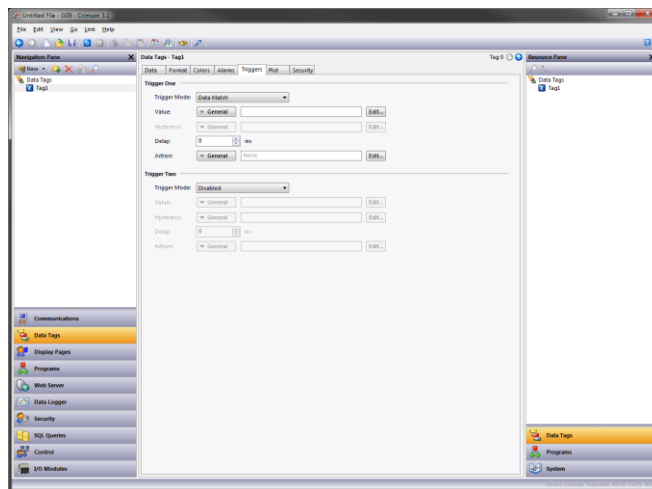 Untitled File - G09 - Crimson 3.1
File Edit View Go Link Help
Navigation Pane X
Data Tags - Tag1
Tag 0
Resource Pane
New
Data Tags
Tag1
Data Format Colors Alarms Triggers Plot Security
Data Tags
Tag1
Trigger One
Trigger Mode: Data Match
Value: General Edit...
Hysteresis: General Edit...
Delay: 0 ms
Action: General None Edit...
Trigger Two
Trigger Mode: Disabled
Value: General Edit...
Hysteresis: General Edit...
Delay: 0 ms
Action: General Edit...
Communications
Data Tags
Display Pages
Programs
Web Server
Data Logger
Security
SQL Queries
Control
I/O Modules
Data Tags
Programs
System